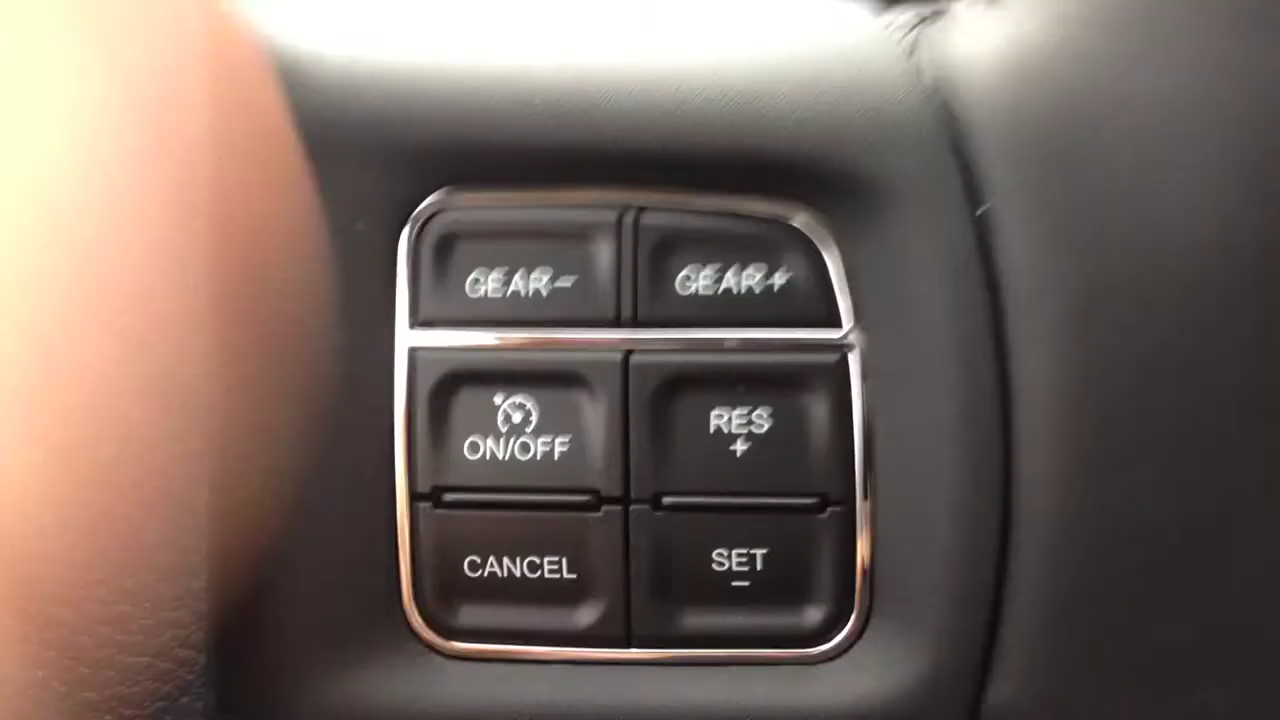 GEAR-
GEAR+
ON/OFF
RES
+
CANCEL
SET
-